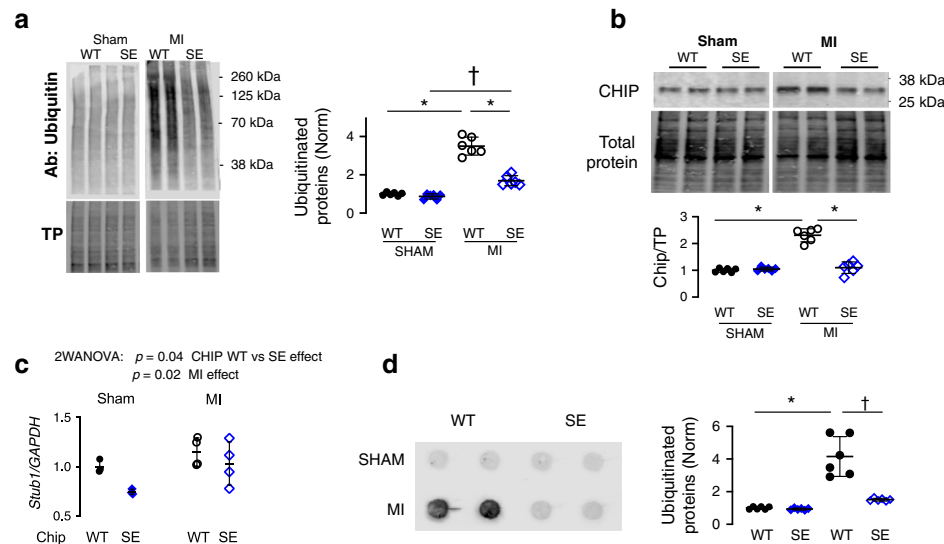 a
Sham MI
WT SE WT SE
Ab: Ubiquitin
260 kDa
125 kDa
70 kDa
38 kDa
TP
Ubiquitinated
proteins (Norm)
4
2
0
* * †
WT SE WT SE
SHAM MI
b
Sham MI
WT SE WT SE
CHIP
38 kDa
25 kDa
Total
protein
Chip/TP
3
2
1
0
* *
WT SE WT SE
SHAM MI
c
2WANOVA: p = 0.04 CHIP WT vs SE effect
p = 0.02 MI effect
Sham MI
Stub1/GAPDH
1.5
1.0
0.5
Chip WT SE WT SE
d
WT SE
SHAM
MI
Ubiquitinated
proteins (Norm)
6
4
2
0
* †
WT SE WT SE